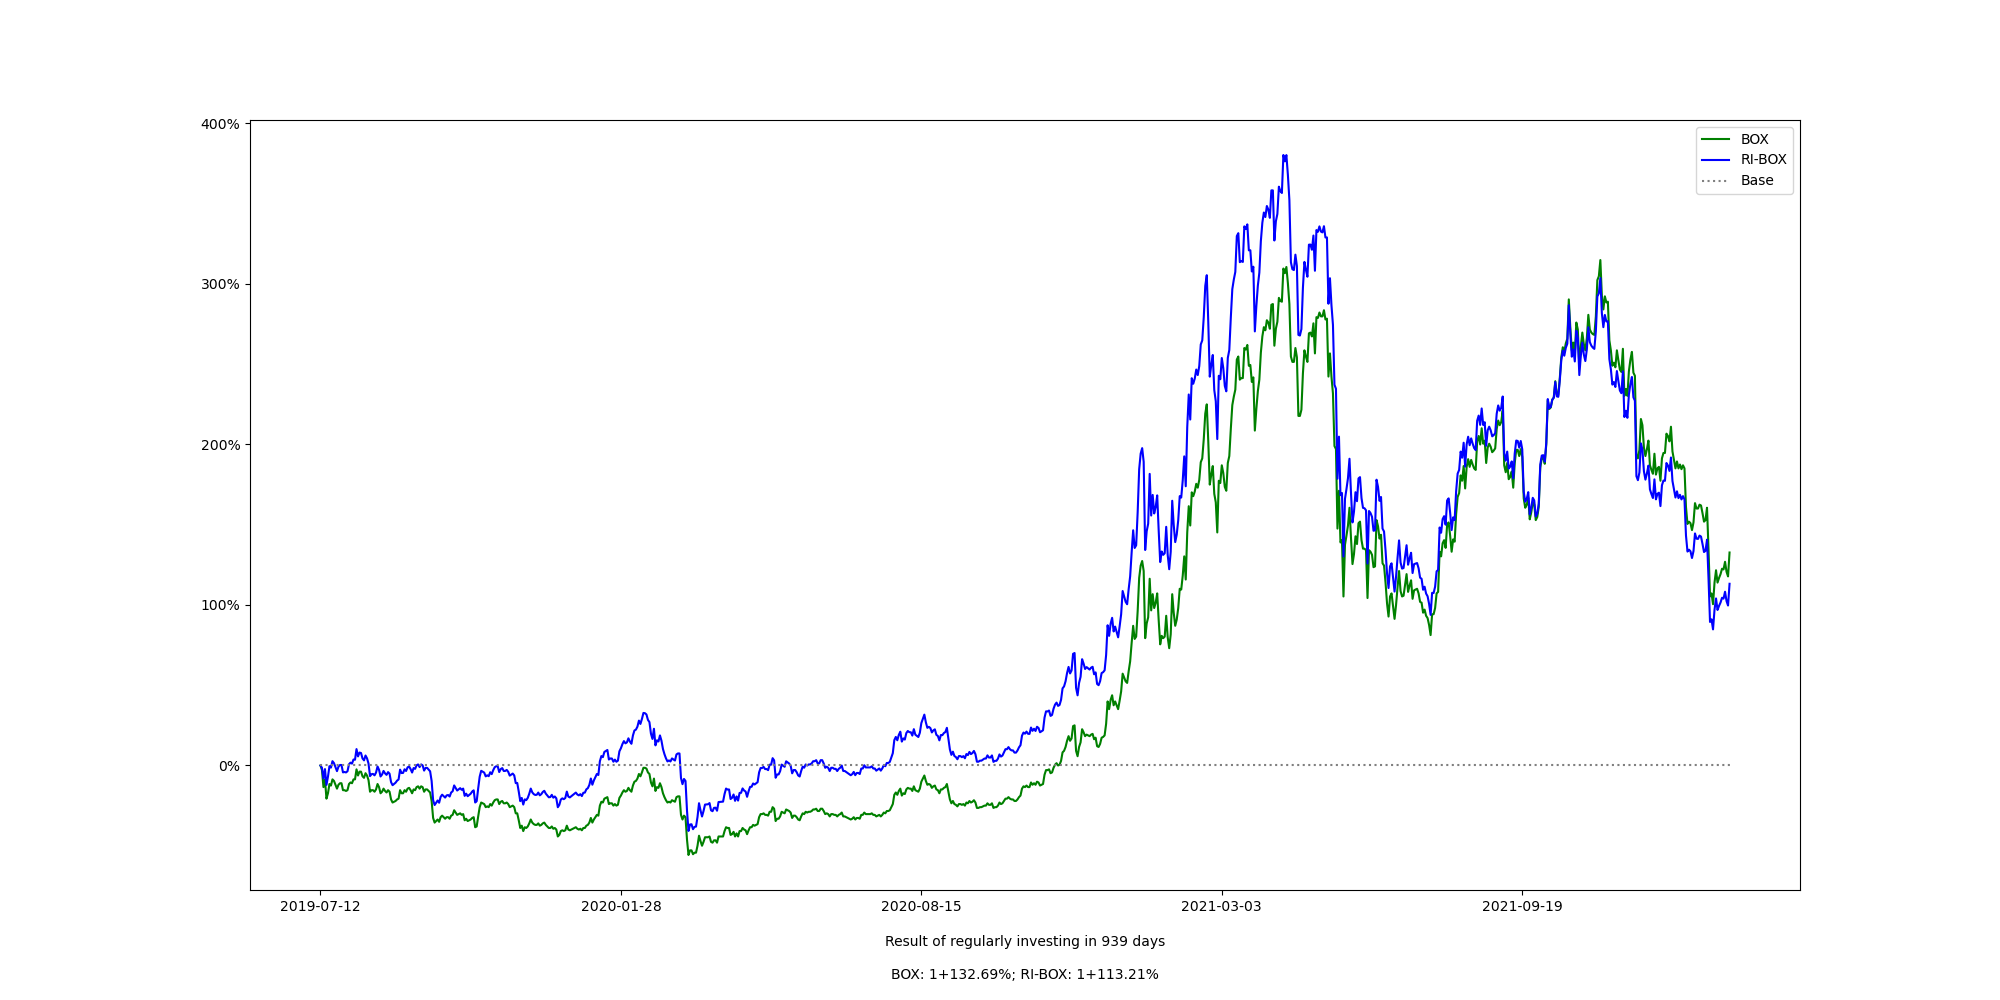 400%
300%
200%
100%
0%
BOX
RI-BOX
Base
2019-07-12 2020-01-28 2020-08-15 2021-03-03 2021-09-19
Result of regularly investing in 939 days
BOX: 1+132.69%; RI-BOX: 1+113.21%